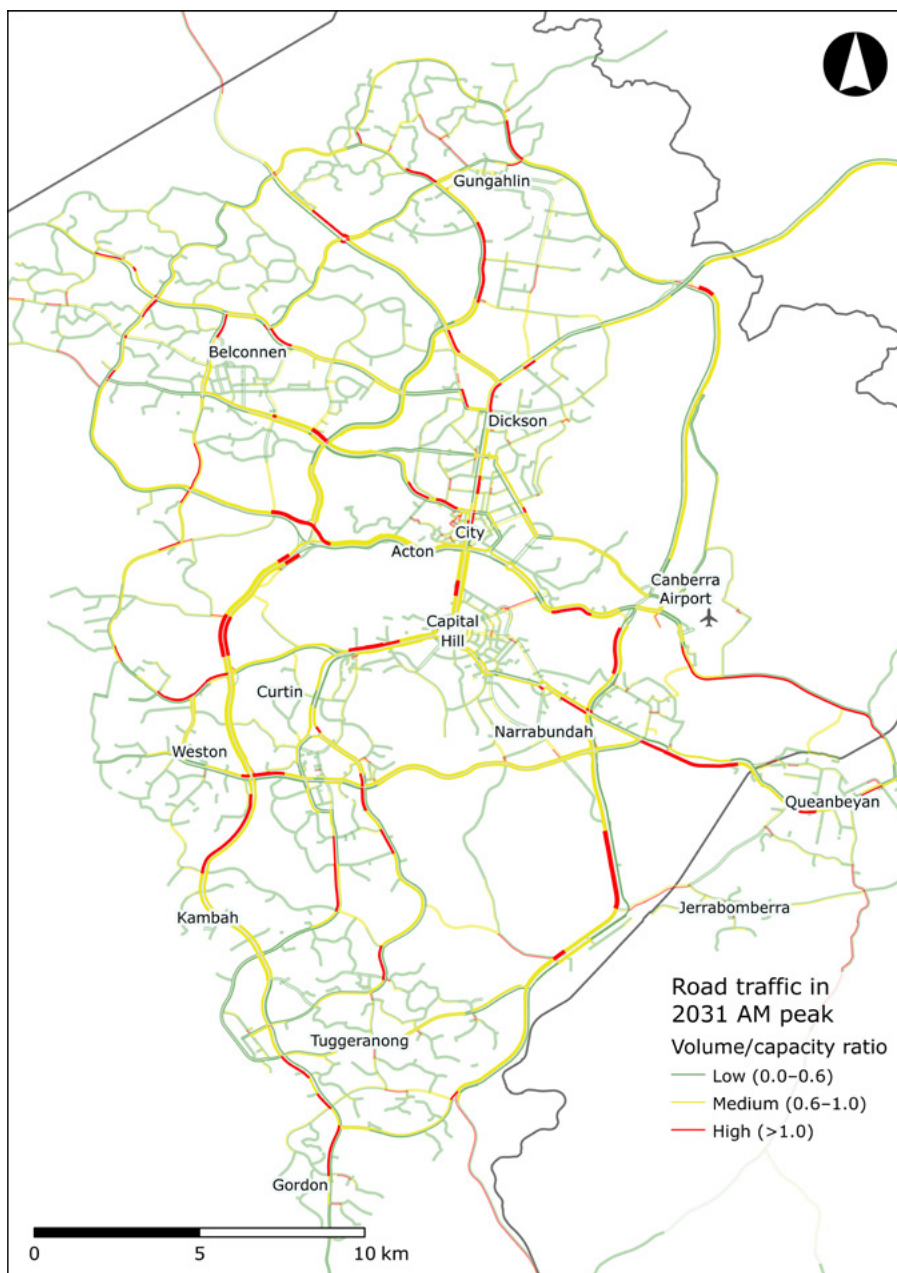 Gungahlin
Belconnen
Dickson
City
Acton
Canberra
Airport
Capital
Hill
Curtin
Narrabundah
Weston
Queanbeyan
Jerrabomberra
Kambah
Road traffic in
2031 AM peak
Volume/capacity ratio
Low (0.0–0.6)
Medium (0.6–1.0)
High (>1.0)
Tuggeranong
Gordon
0 5 10 km